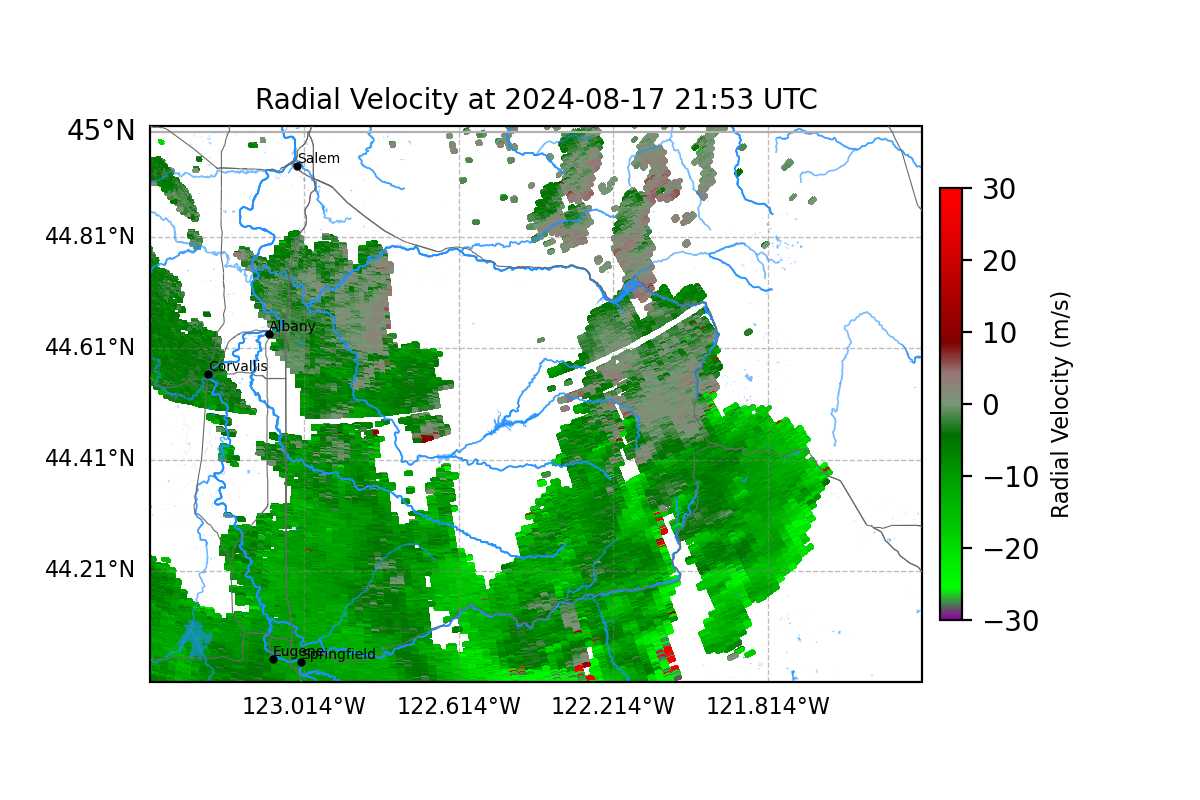 Radial Velocity at 2024-08-17 21:53 UTC
45°N
44.81°N
44.61°N
44.41°N
44.21°N
Salem
Albany
Corvallis
Eugene
Springfield
123.014°W
122.614°W
122.214°W
121.814°W
30
20
10
0
−10
−20
−30
Radial Velocity (m/s)